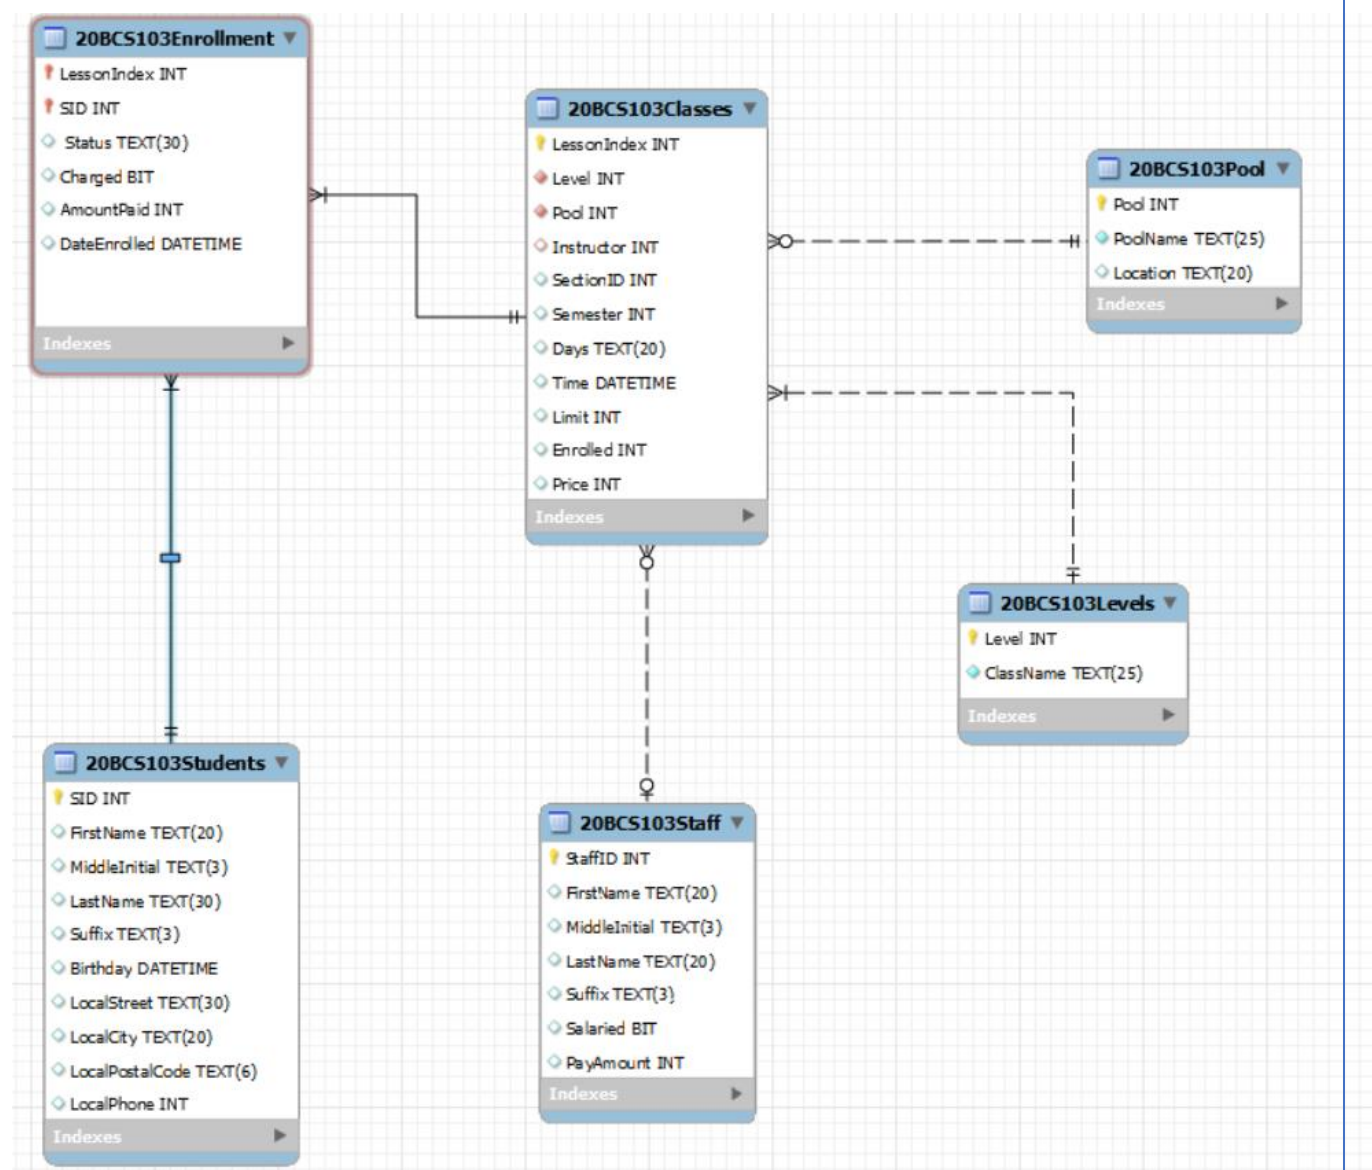 20BCS103Enrollment
LessonIndex INT
SID INT
Status TEXT(30)
Charged BIT
AmountPaid INT
DateEnrolled DATETIME
Indexes
20BCS103Classes
LessonIndex INT
Level INT
Pool INT
Instructor INT
SectionID INT
Semester INT
Days TEXT(20)
Time DATETIME
Limit INT
Enrolled INT
Price INT
Indexes
20BCS103Pool
Pool INT
PoolName TEXT(25)
Location TEXT(20)
Indexes
20BCS103Levels
Level INT
ClassName TEXT(25)
Indexes
20BCS103Students
SID INT
FirstName TEXT(20)
MiddleInitial TEXT(3)
LastName TEXT(30)
Suffix TEXT(3)
Birthday DATETIME
LocalStreet TEXT(30)
LocalCity TEXT(20)
LocalPostalCode TEXT(6)
LocalPhone INT
Indexes
20BCS103Staff
StaffID INT
FirstName TEXT(20)
MiddleInitial TEXT(3)
LastName TEXT(20)
Suffix TEXT(3)
Salaried BIT
PayAmount INT
Indexes